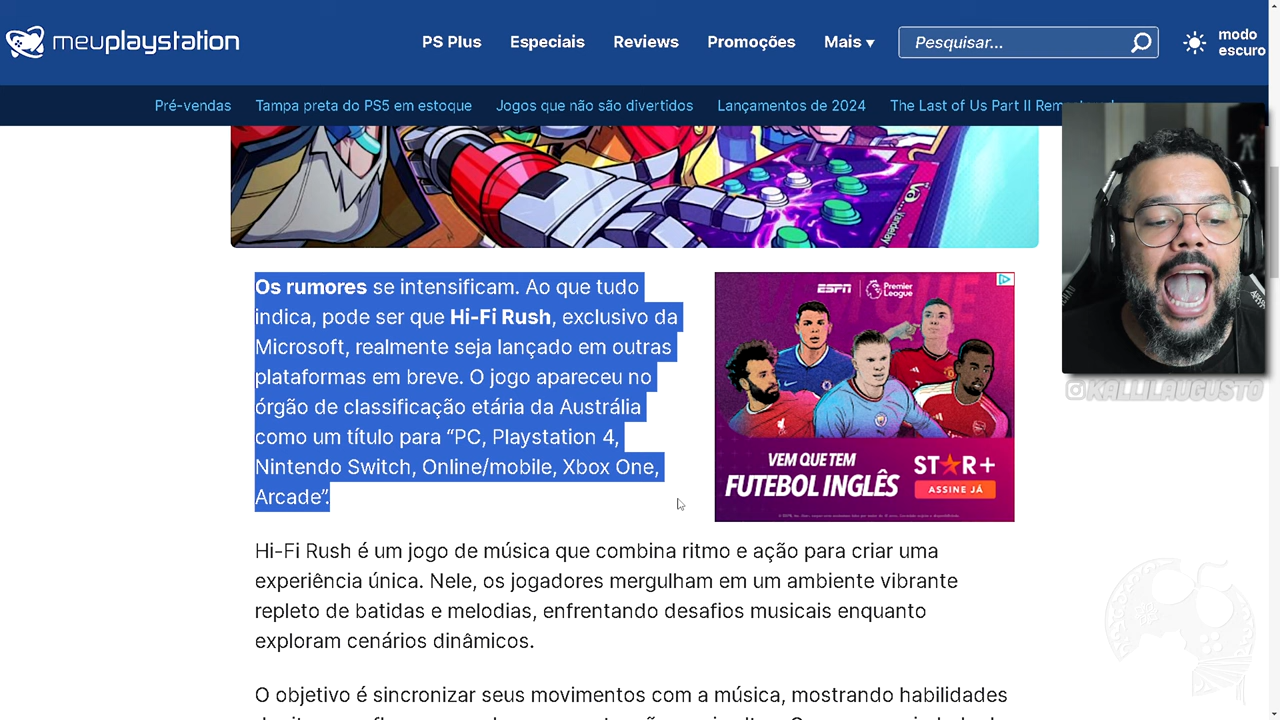 meuplaystation
PS Plus
Especiais
Reviews
Promoções
Mais ▾
Pesquisar...
modo
escuro
Pré-vendas
Tampa preta do PS5 em estoque
Jogos que não são divertidos
Lançamentos de 2024
The Last of Us Part II
Os rumores se intensificam. Ao que tudo
indica, pode ser que Hi-Fi Rush, exclusivo da
Microsoft, realmente seja lançado em outras
plataformas em breve. O jogo apareceu no
órgão de classificação etária da Austrália
como um título para “PC, Playstation 4,
Nintendo Switch, Online/mobile, Xbox One,
Arcade”.
ESPN
Premier
League
VEM QUE TEM
FUTEBOL INGLÊS
STAR+
ASSINE JÁ
@KALLILAUGUSTO
Hi-Fi Rush é um jogo de música que combina ritmo e ação para criar uma
experiência única. Nele, os jogadores mergulham em um ambiente vibrante
repleto de batidas e melodias, enfrentando desafios musicais enquanto
exploram cenários dinâmicos.
O objetivo é sincronizar seus movimentos com a música, mostrando habilidades